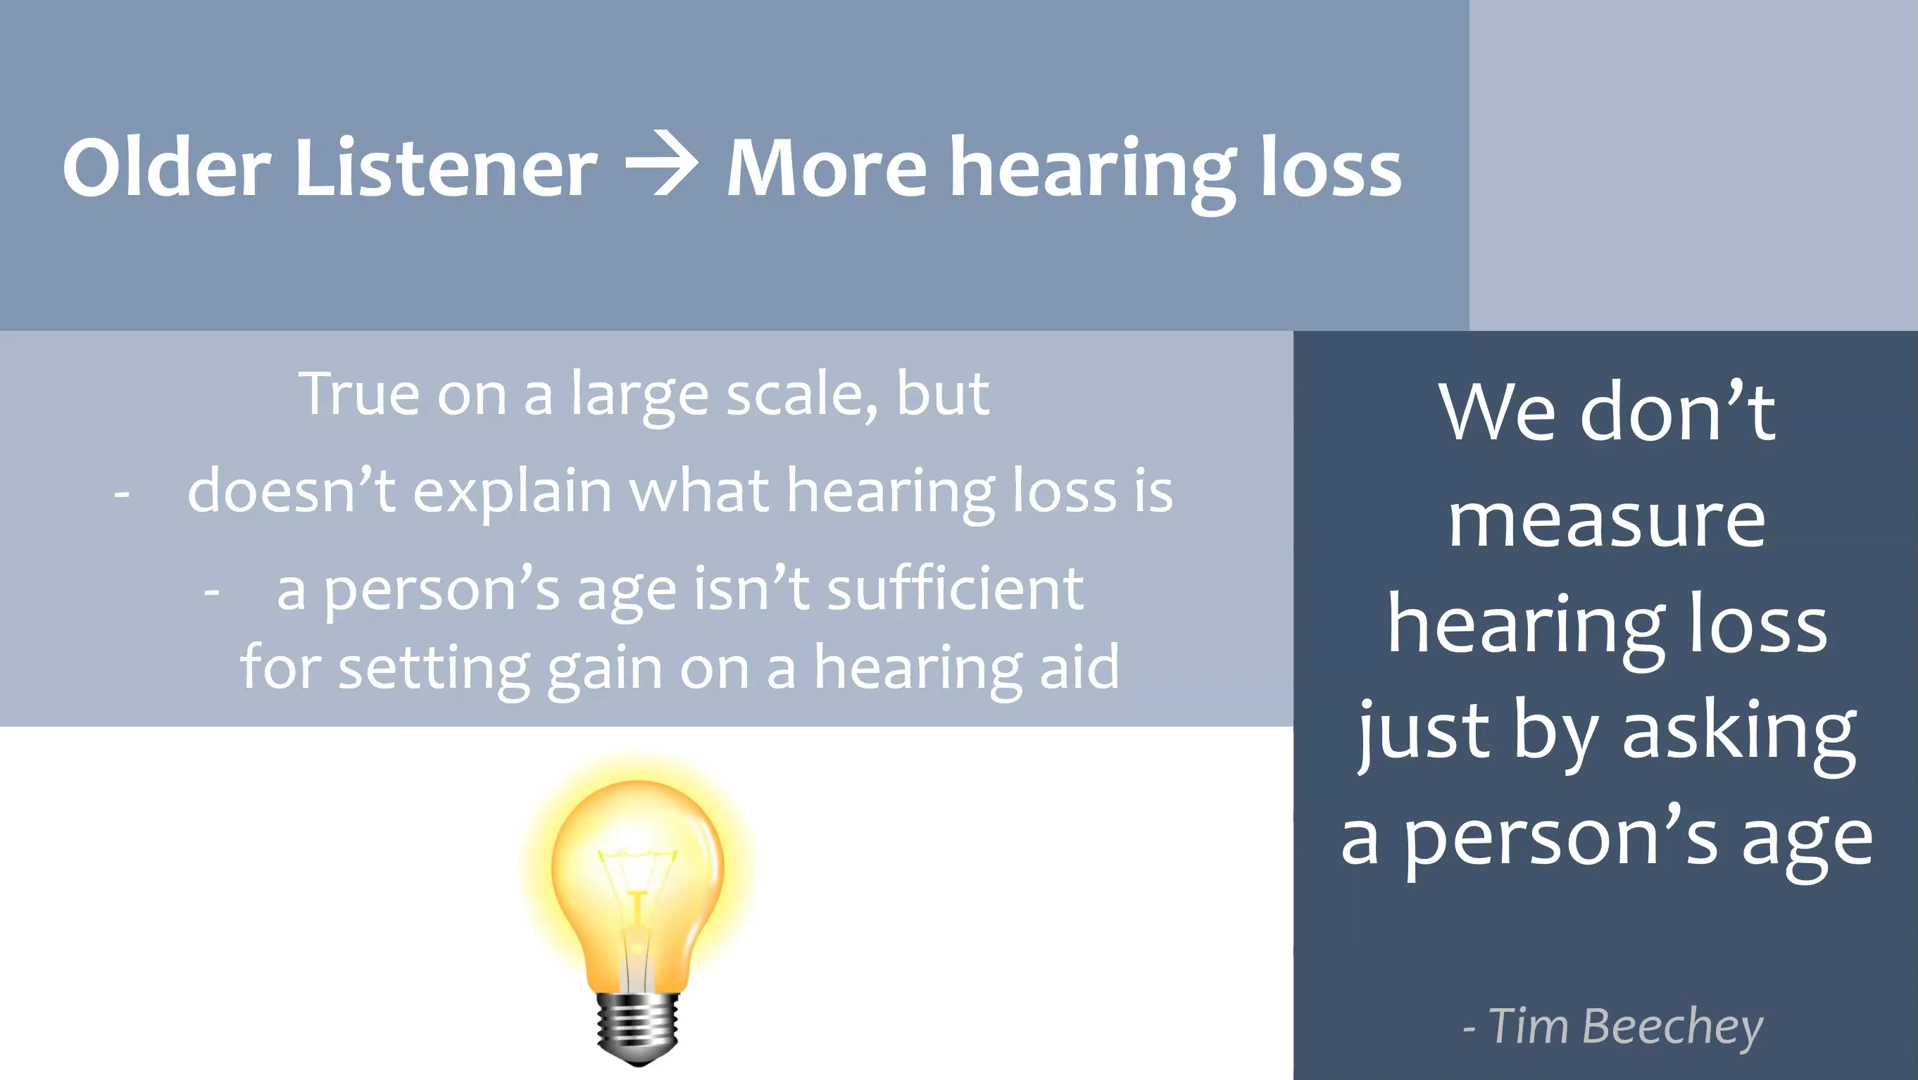 Older Listener → More hearing loss
True on a large scale, but
- doesn’t explain what hearing loss is
- a person’s age isn’t sufficient
for setting gain on a hearing aid
We don’t
measure
hearing loss
just by asking
a person’s age
- Tim Beechey